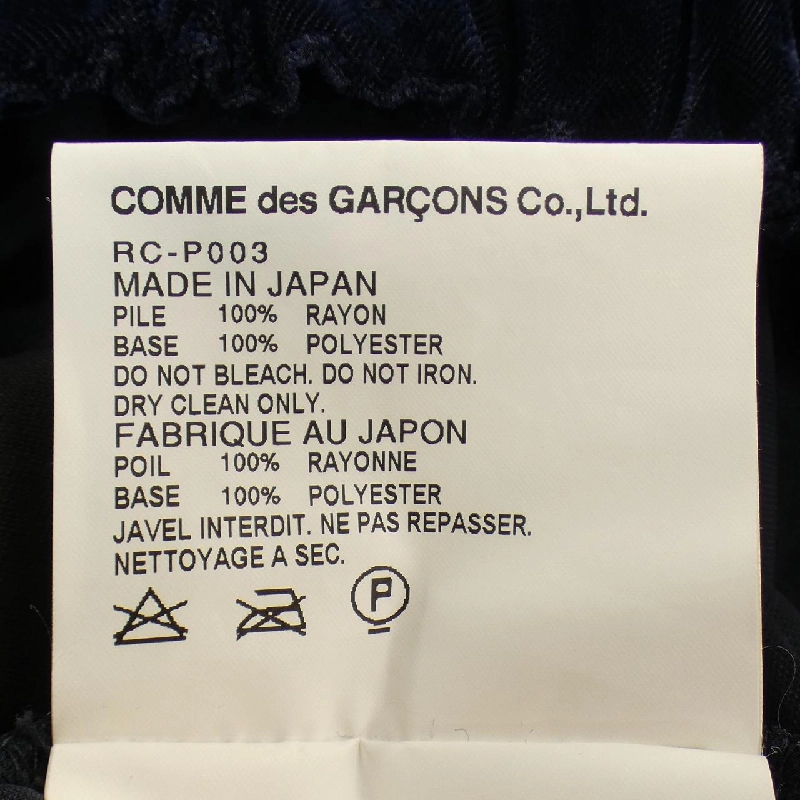 COMME des GARÇONS Co.,Ltd.
RC-P003
MADE IN JAPAN
PILE 100% RAYON
BASE 100% POLYESTER
DO NOT BLEACH. DO NOT IRON.
DRY CLEAN ONLY.
FABRIQUE AU JAPON
POIL 100% RAYONNE
BASE 100% POLYESTER
JAVEL INTERDIT. NE PAS REPASSER.
NETTOYAGE A SEC.
P